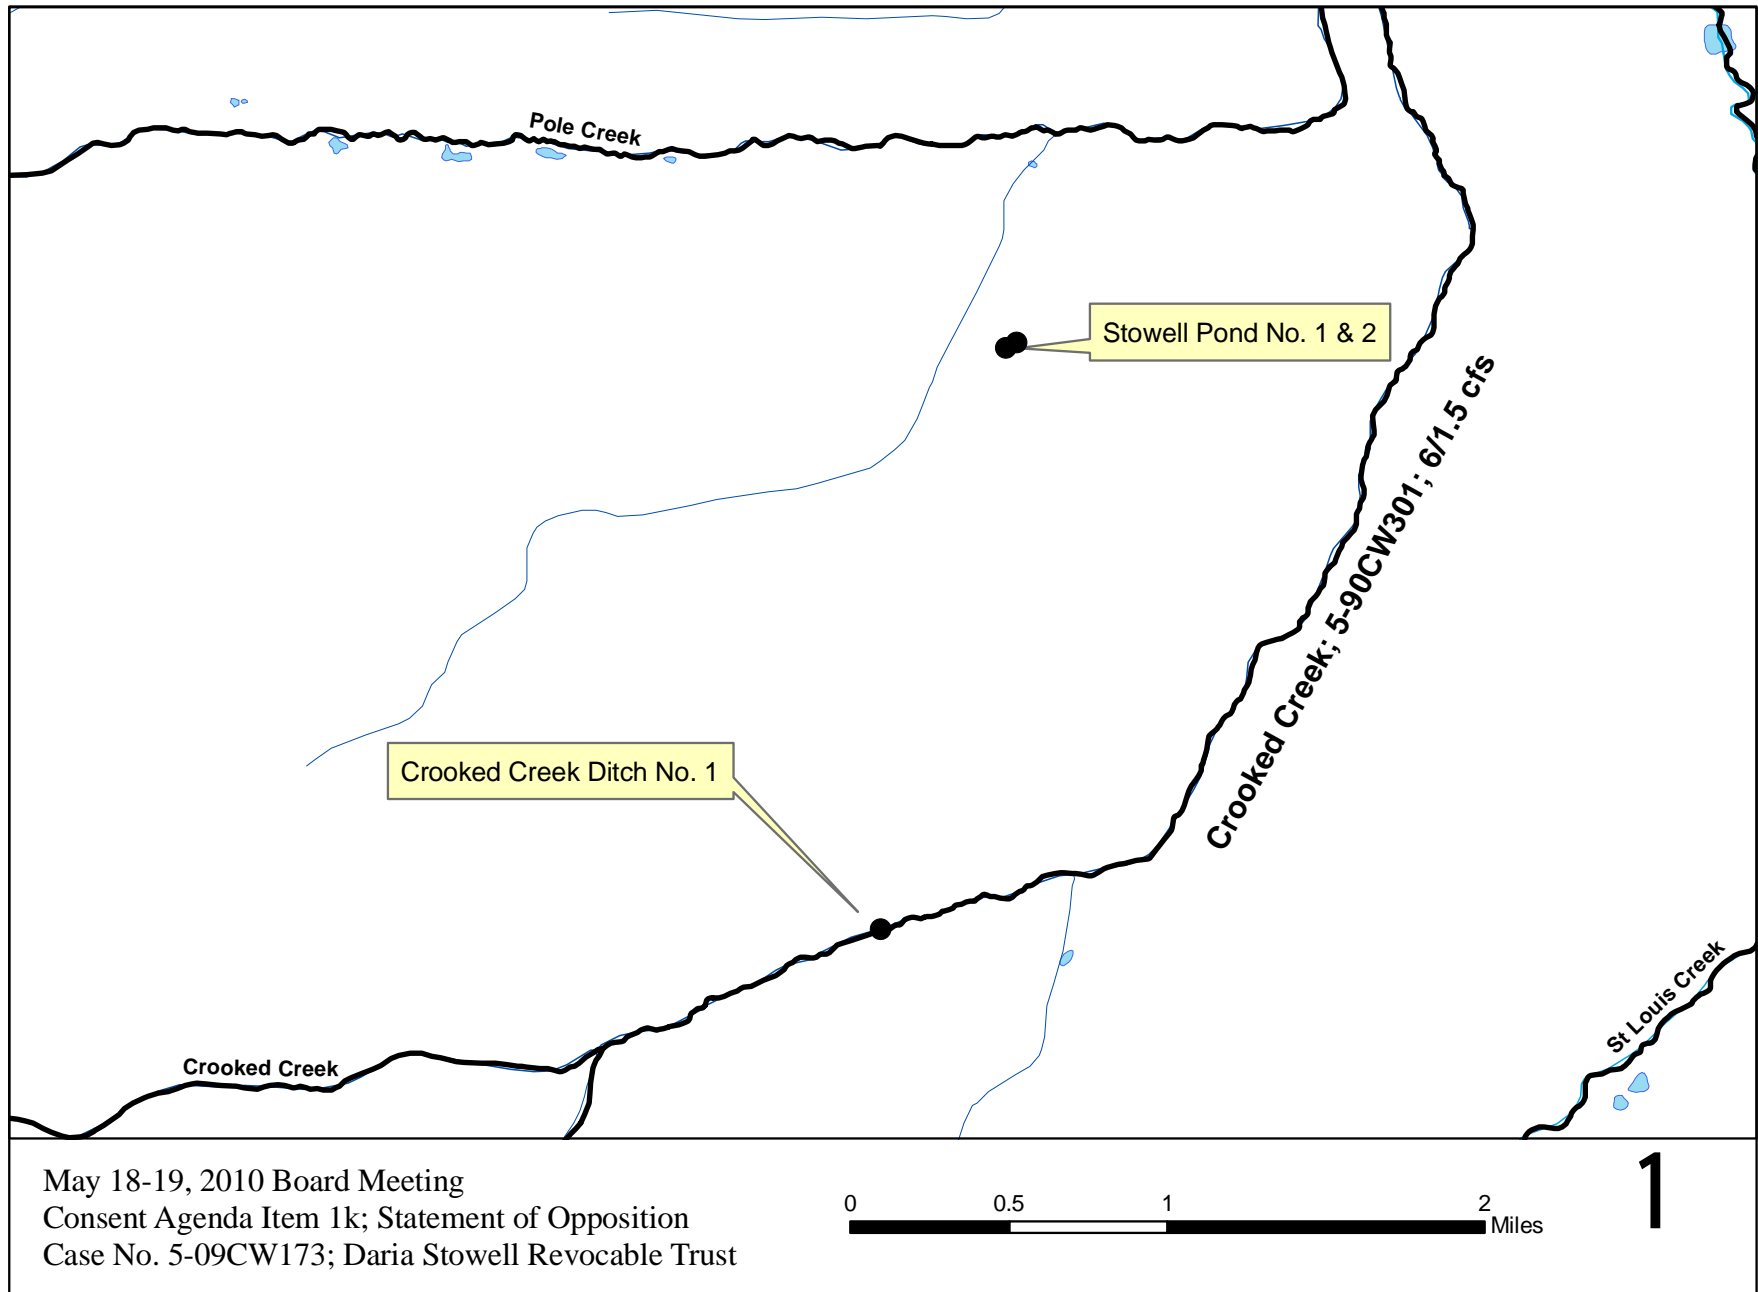 Pole Creek
Stowell Pond No. 1 & 2
Crooked Creek; 5-90CW301; 6/1.5 cfs
Crooked Creek Ditch No. 1
St Louis Creek
Crooked Creek
May 18-19, 2010 Board Meeting
Consent Agenda Item 1k; Statement of Opposition
Case No. 5-09CW173; Daria Stowell Revocable Trust
0 0.5 1 2
Miles
1